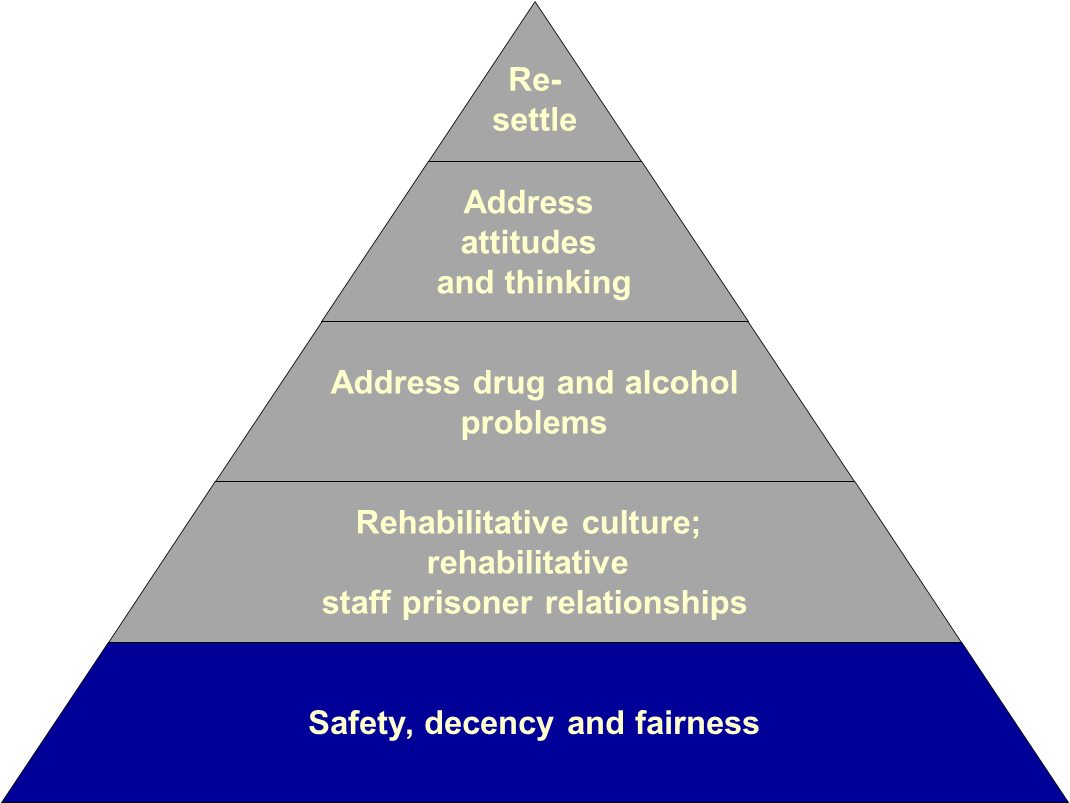 Re-
settle
Address
attitudes
and thinking
Address drug and alcohol
problems
Rehabilitative culture;
rehabilitative
staff prisoner relationships
Safety, decency and fairness